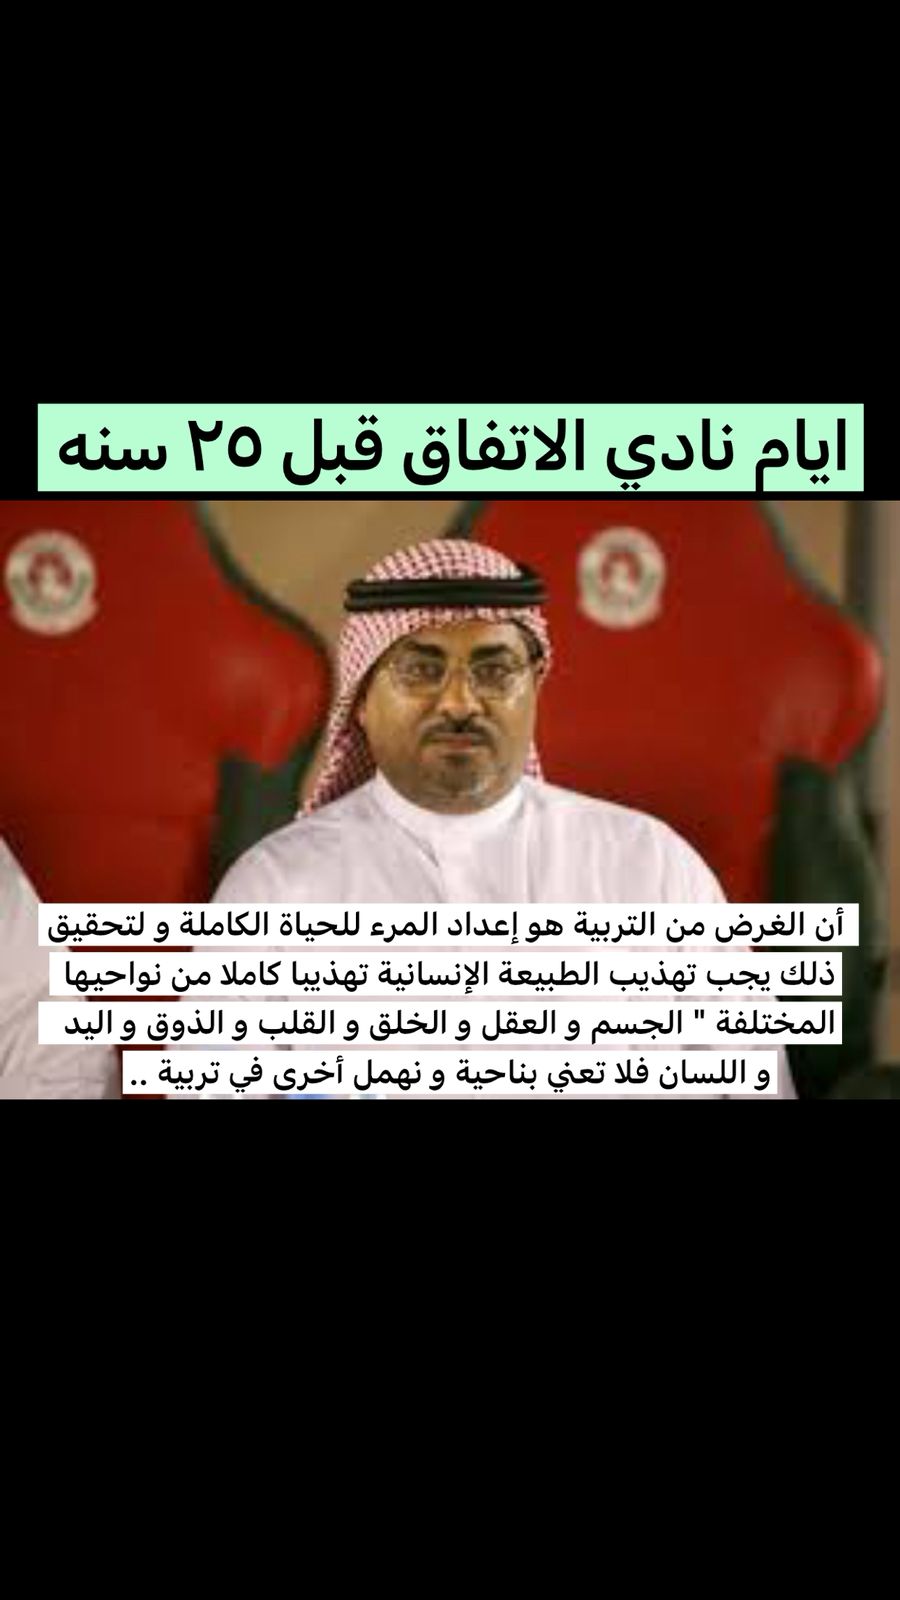 ايام نادي الاتفاق قبل ٢٥ سنه
أن الغرض من التربية هو إعداد المرء للحياة الكاملة و لتحقيق
ذلك يجب تهذيب الطبيعة الإنسانية تهذيبا كاملا من نواحيها
المختلفة " الجسم و العقل و الخلق و القلب و الذوق و اليد
و اللسان فلا تعني بناحية و نهمل أخرى في تربية ..